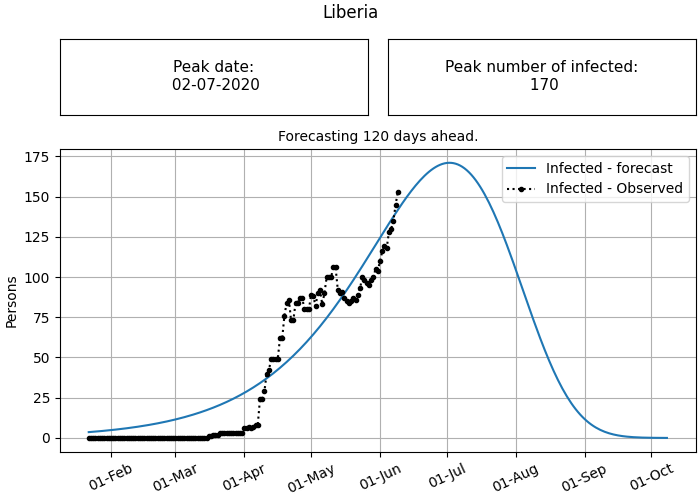 Liberia
Peak date:
02-07-2020
Peak number of infected:
170
Forecasting 120 days ahead.
Infected - forecast
Infected - Observed
Persons
175
150
125
100
75
50
25
0
01-Feb
01-Mar
01-Apr
01-May
01-Jun
01-Jul
01-Aug
01-Sep
01-Oct